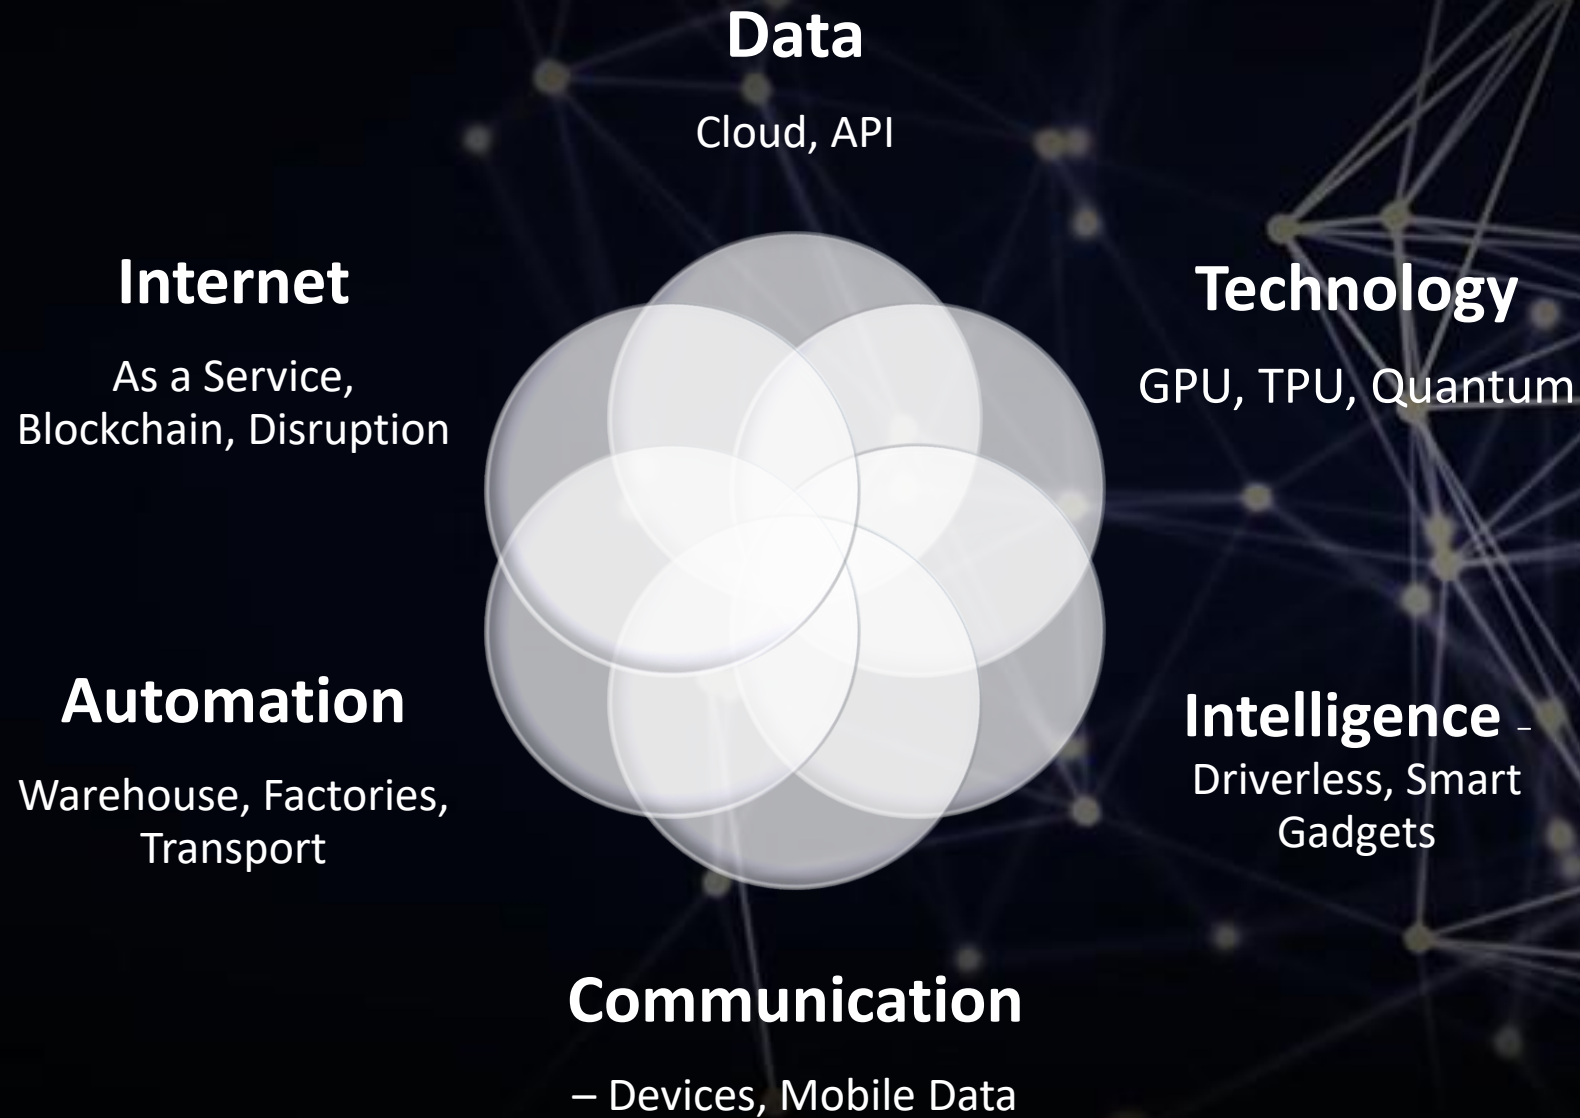 Data
Cloud, API
Internet
As a Service,
Blockchain, Disruption
Technology
GPU, TPU, Quantum
Automation
Warehouse, Factories,
Transport
Intelligence –
Driverless, Smart
Gadgets
Communication
– Devices, Mobile Data